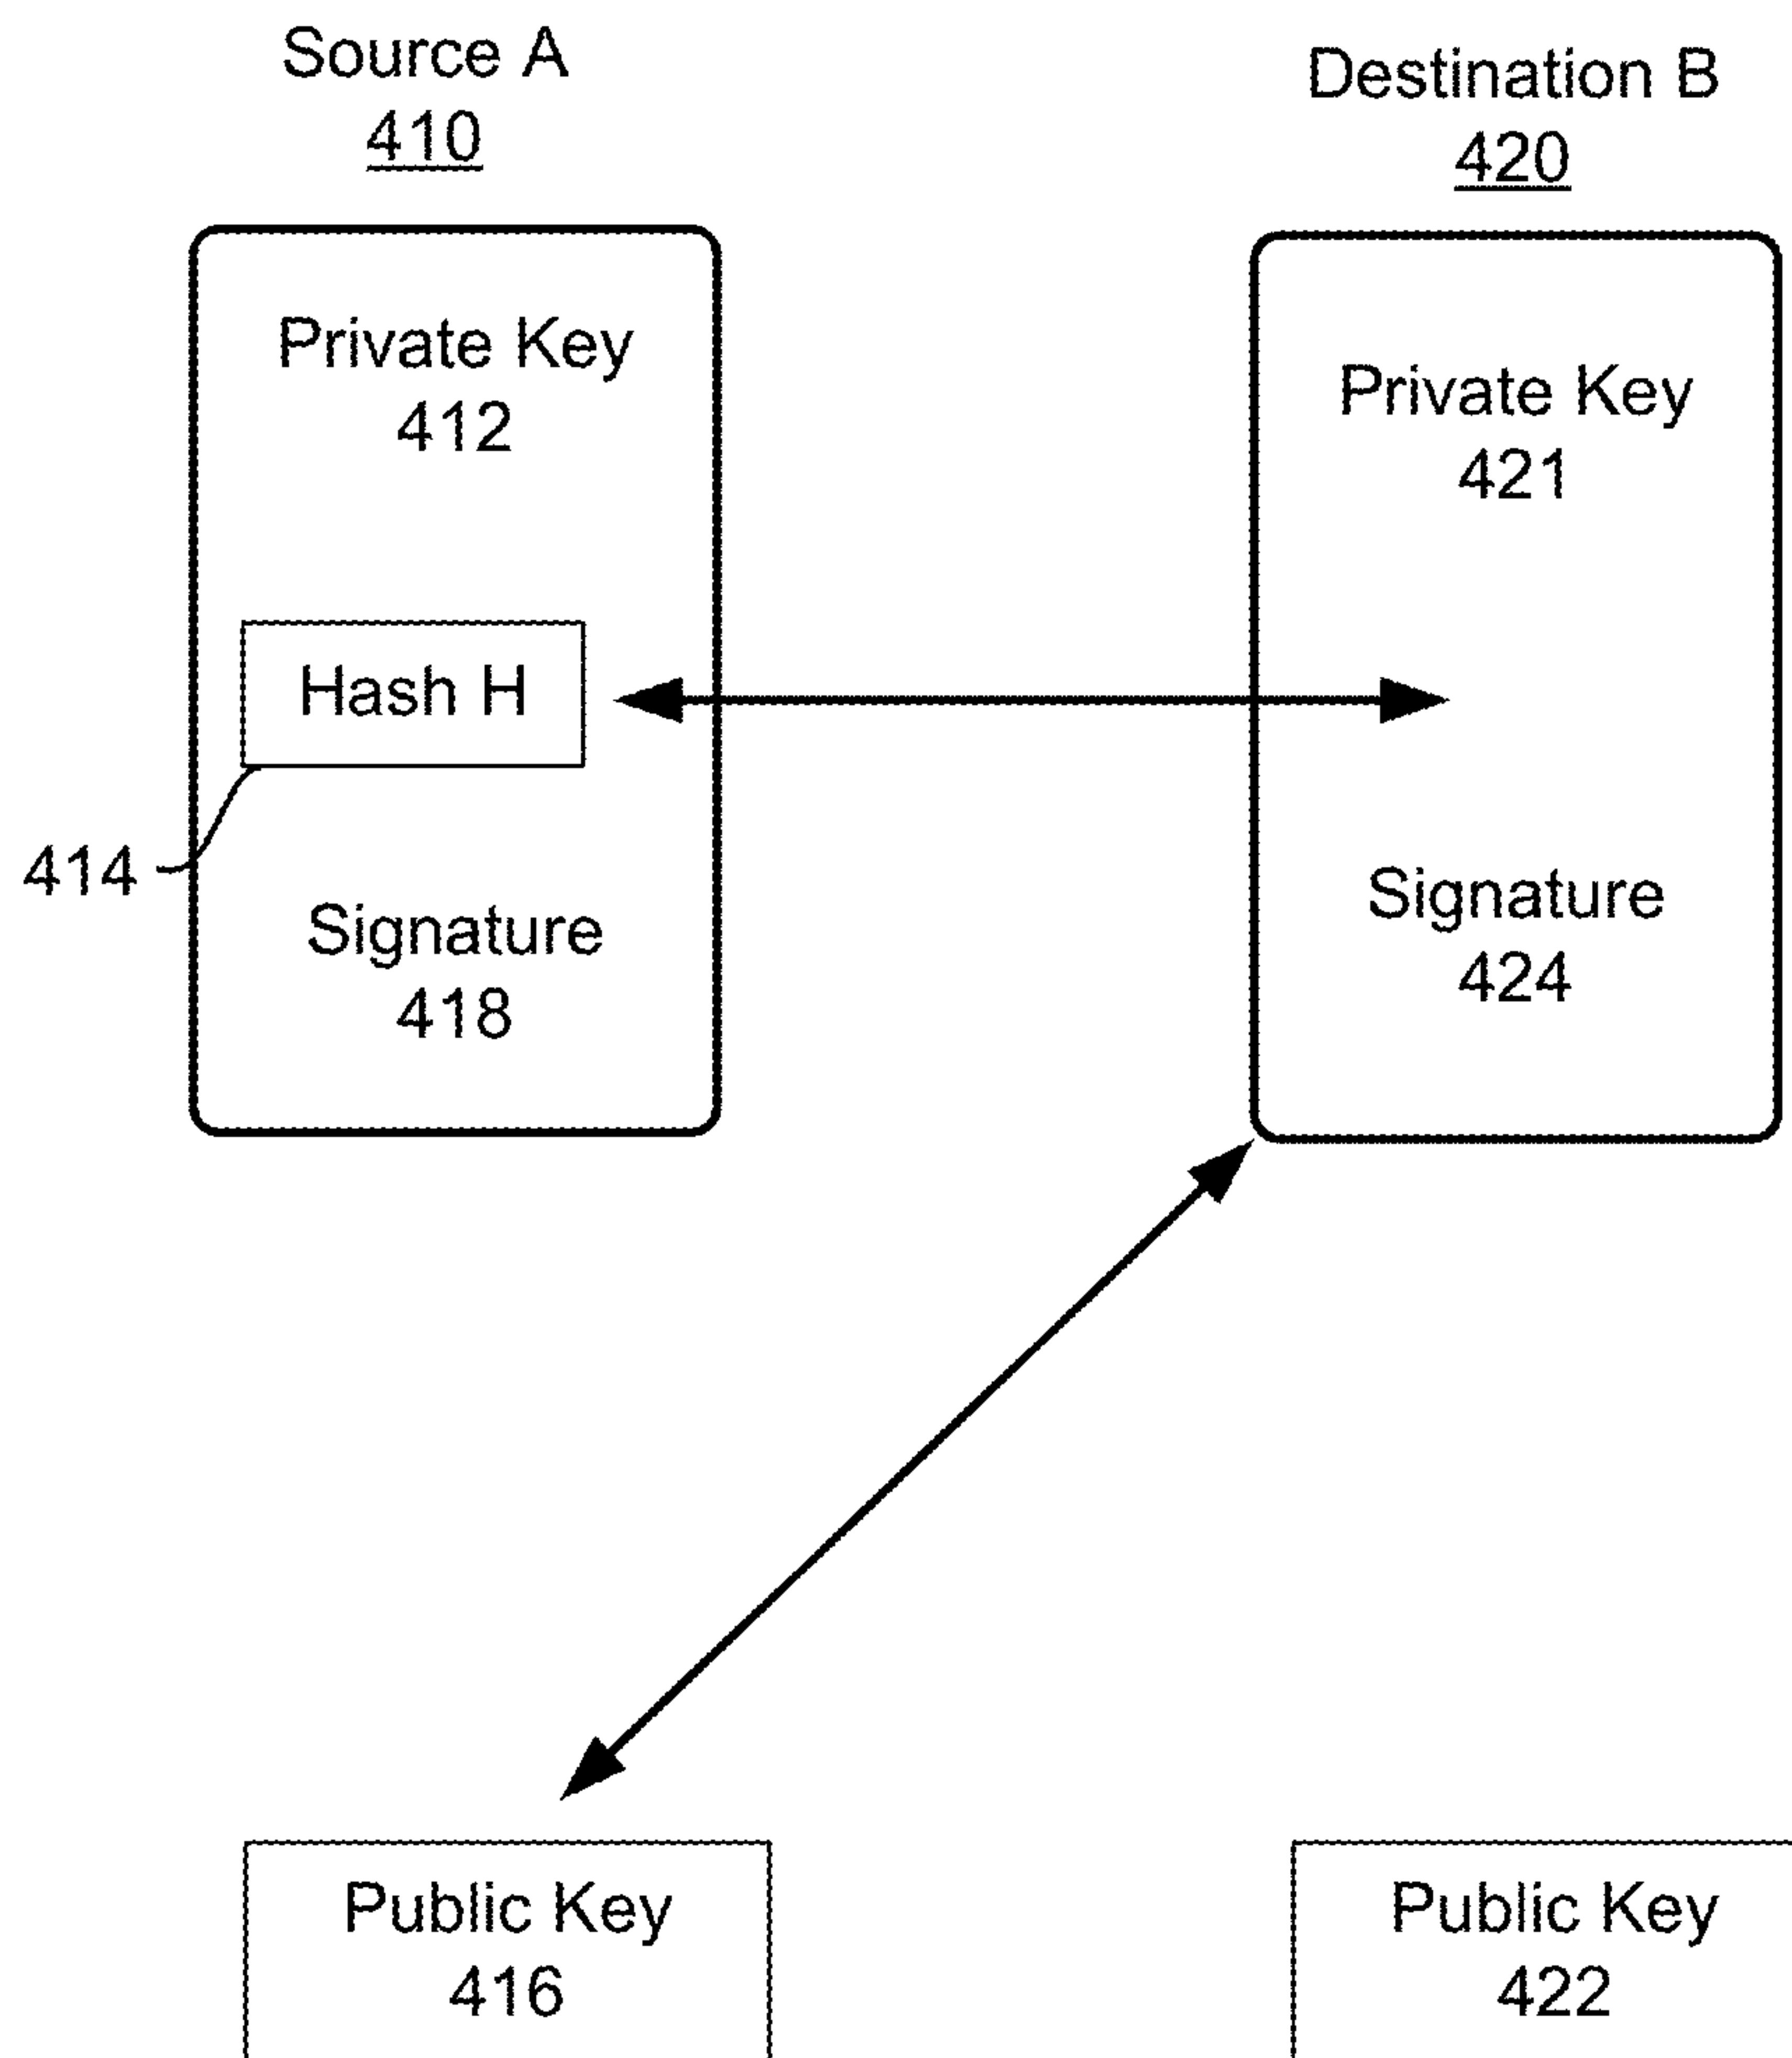 Source A
410
Destination B
420
Private Key
412
Private Key
421
Hash H
414
Signature
418
Signature
424
Public Key
416
Public Key
422